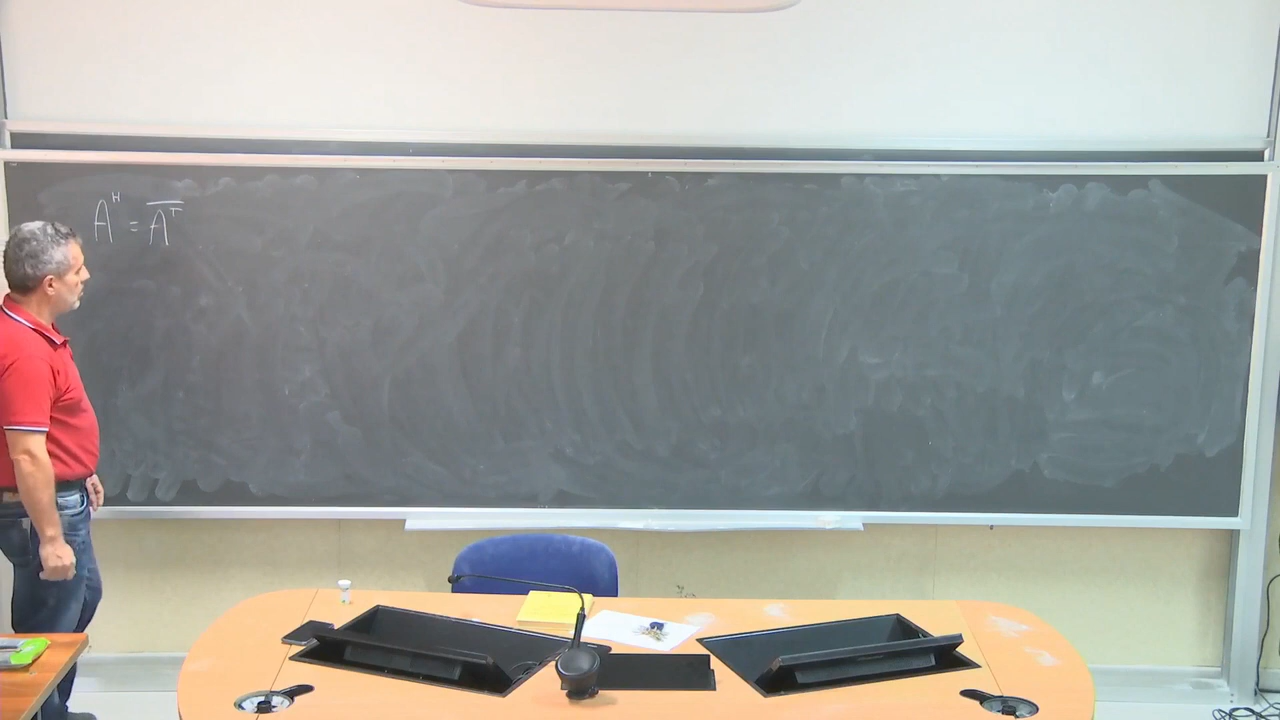 A^H = \overline{A^T}